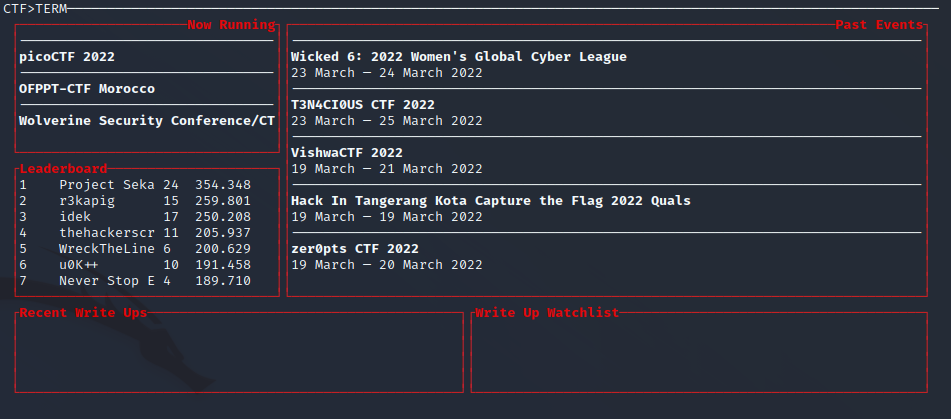 CTF>TERM
Now Running
picoCTF 2022
OFPPT-CTF Morocco
Wolverine Security Conference/CT
Past Events
Wicked 6: 2022 Women's Global Cyber League
23 March — 24 March 2022
T3N4CI0US CTF 2022
23 March — 25 March 2022
VishwaCTF 2022
19 March — 21 March 2022
Hack In Tangerang Kota Capture the Flag 2022 Quals
19 March — 19 March 2022
zer0pts CTF 2022
19 March — 20 March 2022
Leaderboard
1 Project Seka 24 354.348
2 r3kapig 15 259.801
3 idek 17 250.208
4 thehackerscr 11 205.937
5 WreckTheLine 6 200.629
6 u0K++ 10 191.458
7 Never Stop E 4 189.710
Recent Write Ups
Write Up Watchlist